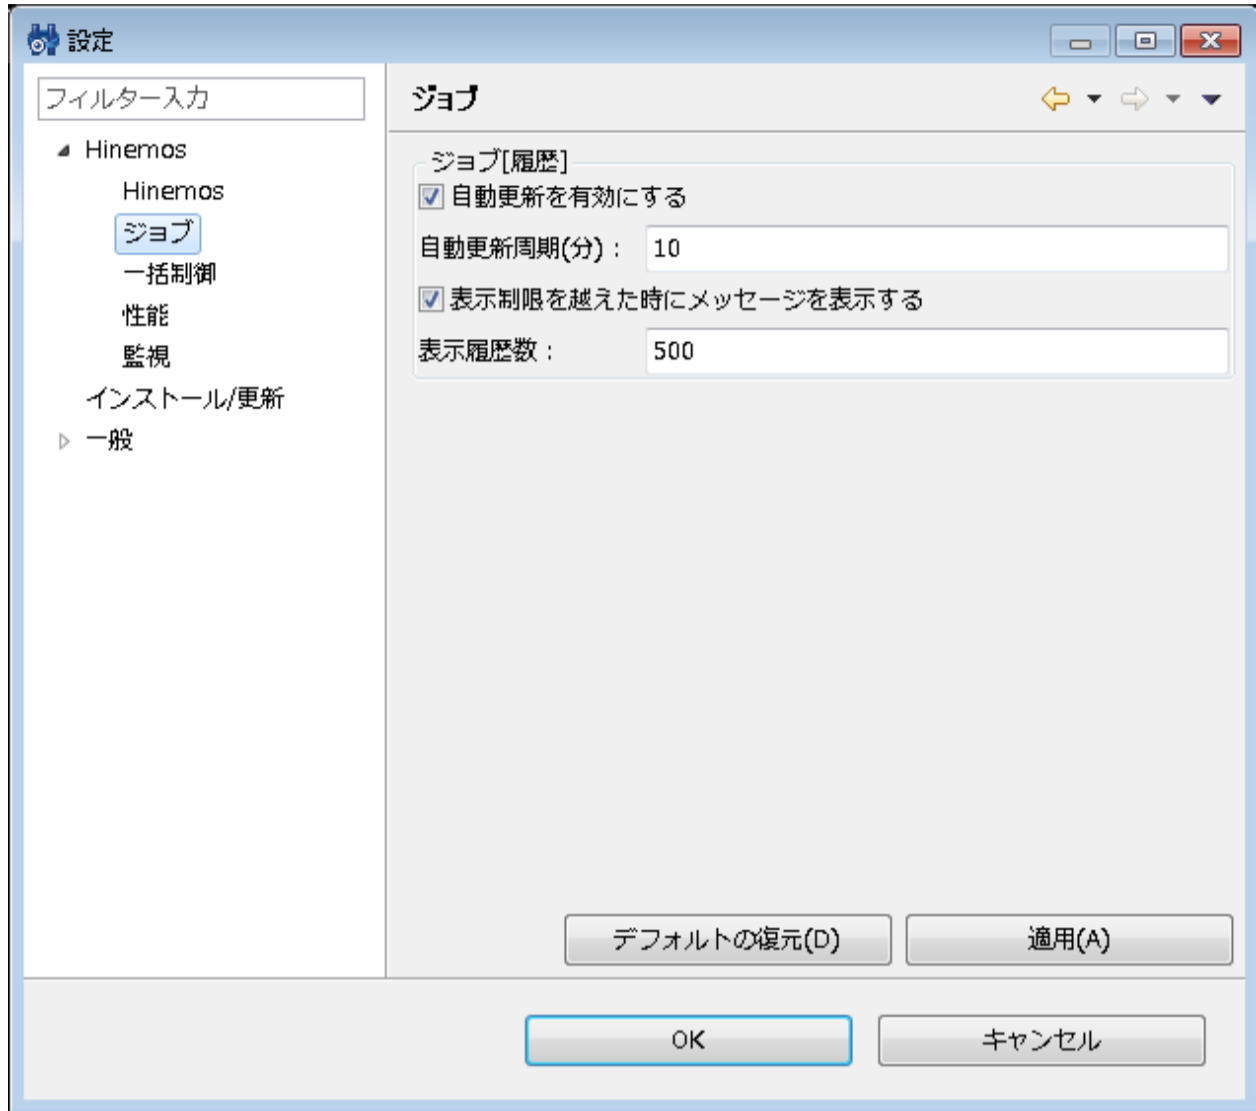 設定
フィルター入力
Hinemos
Hinemos
ジョブ
一括制御
性能
監視
インストール/更新
一般
ジョブ
ジョブ[履歴]
自動更新を有効にする
自動更新周期(分)： 10
表示制限を越えた時にメッセージを表示する
表示履歴数： 500
デフォルトの復元(D) 適用(A)
OK キャンセル